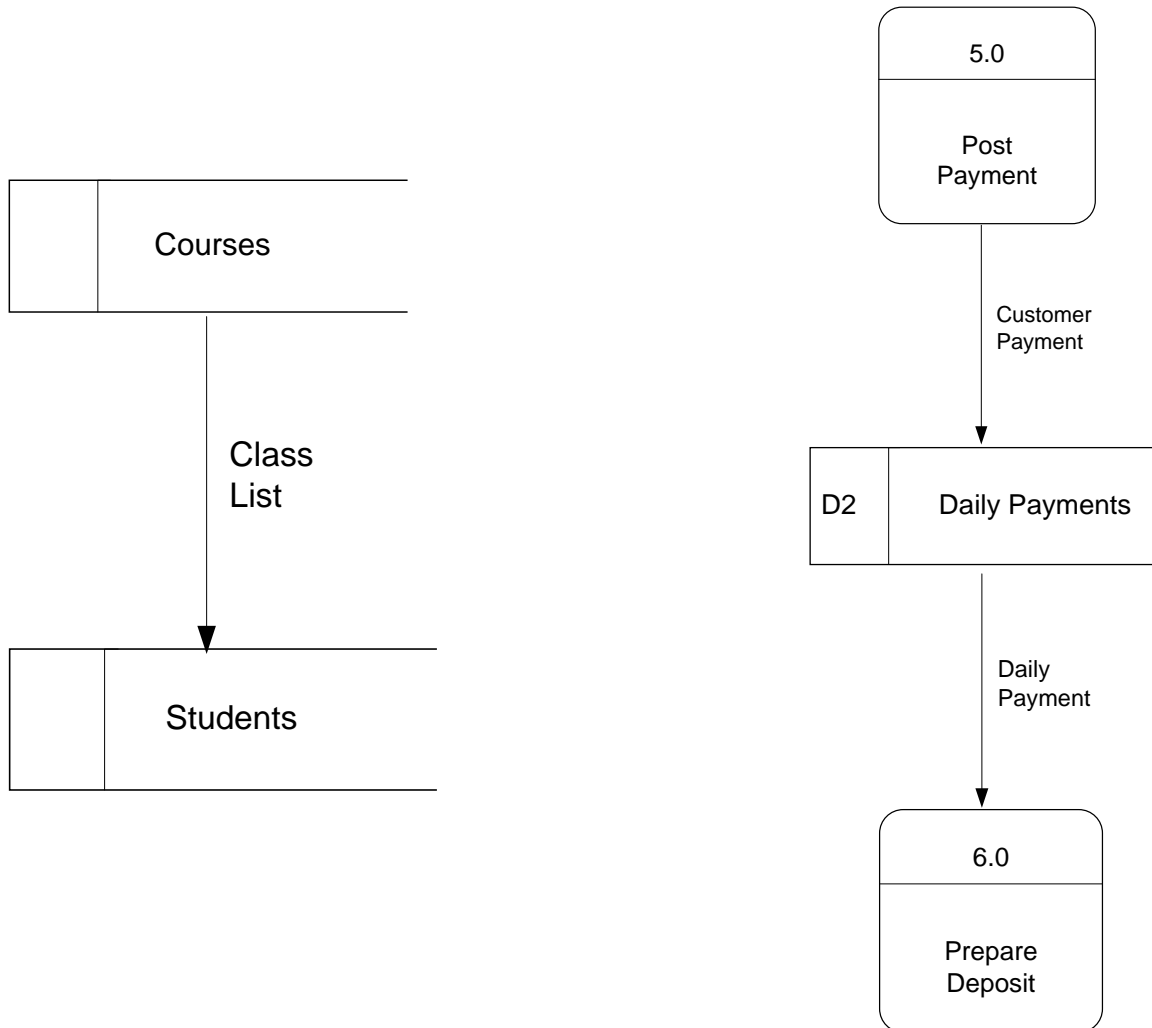 Courses
Class
List
Students
5.0
Post
Payment
Customer
Payment
D2
Daily Payments
Daily
Payment
6.0
Prepare
Deposit